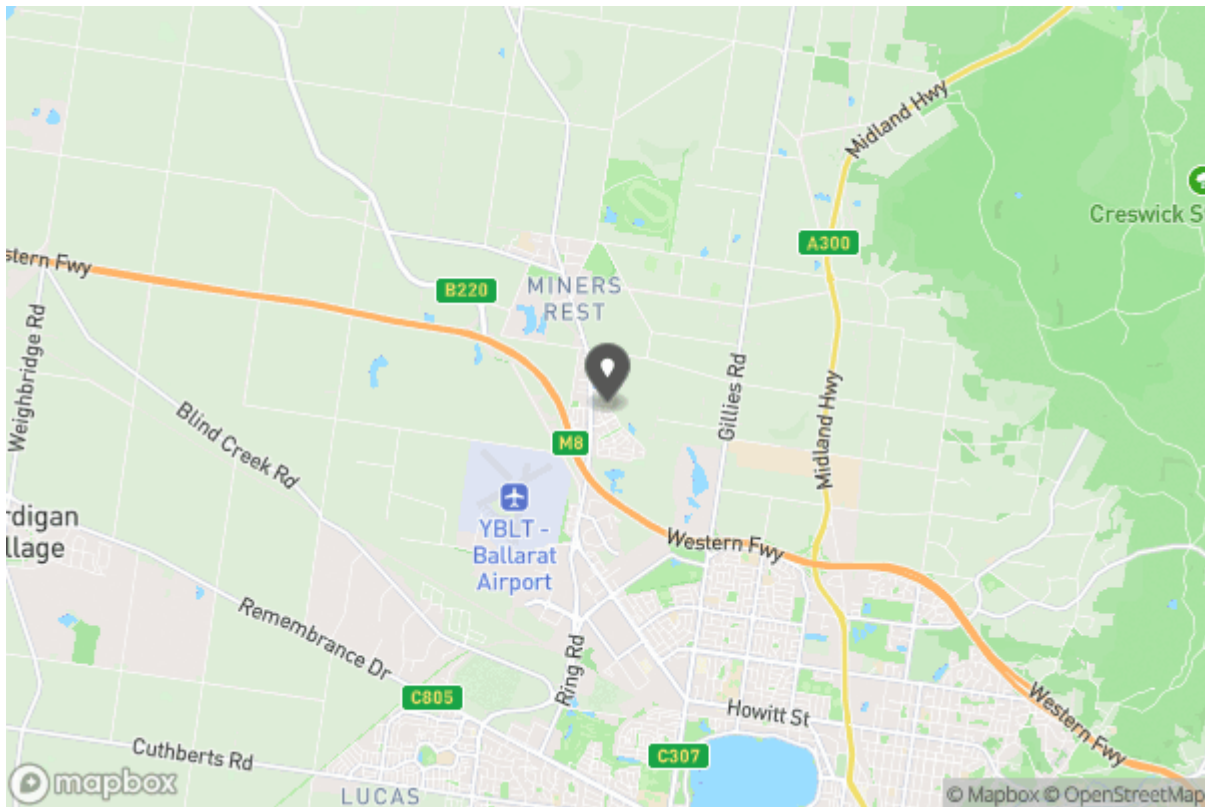 Midland Hwy
Creswick S
A300
stern Fwy
MINERS
REST
B220
Weighbridge Rd
Gillies Rd
Midland Hwy
Blind Creek Rd
M8
YBLT -
Ballarat
Airport
rdigan
llage
Western Fwy
Remembrance Dr
Ring Rd
C805
Howitt St
Western Fwy
Cuthberts Rd
C307
LUCAS
mapbox
© Mapbox © OpenStreetMap